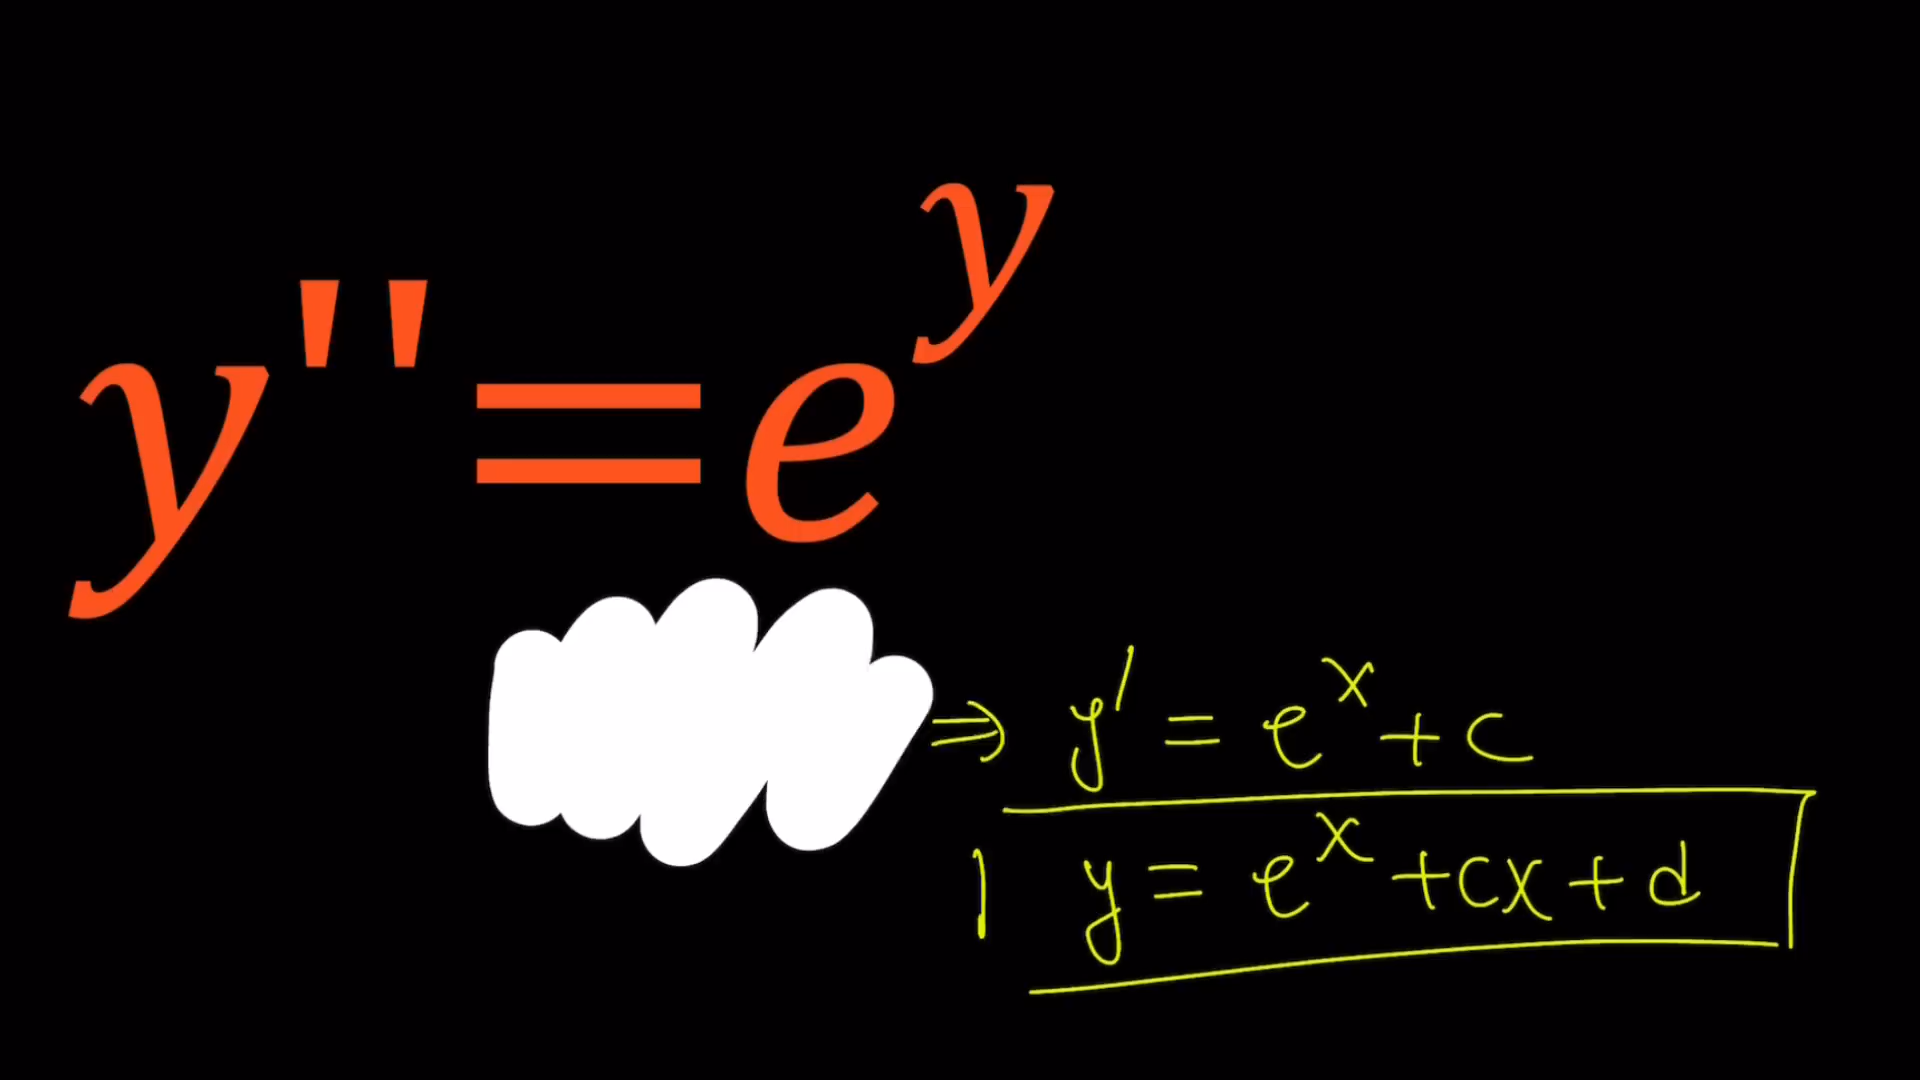 y''=e^y
⇒ y' = e^x + c
y = e^x + cx + d